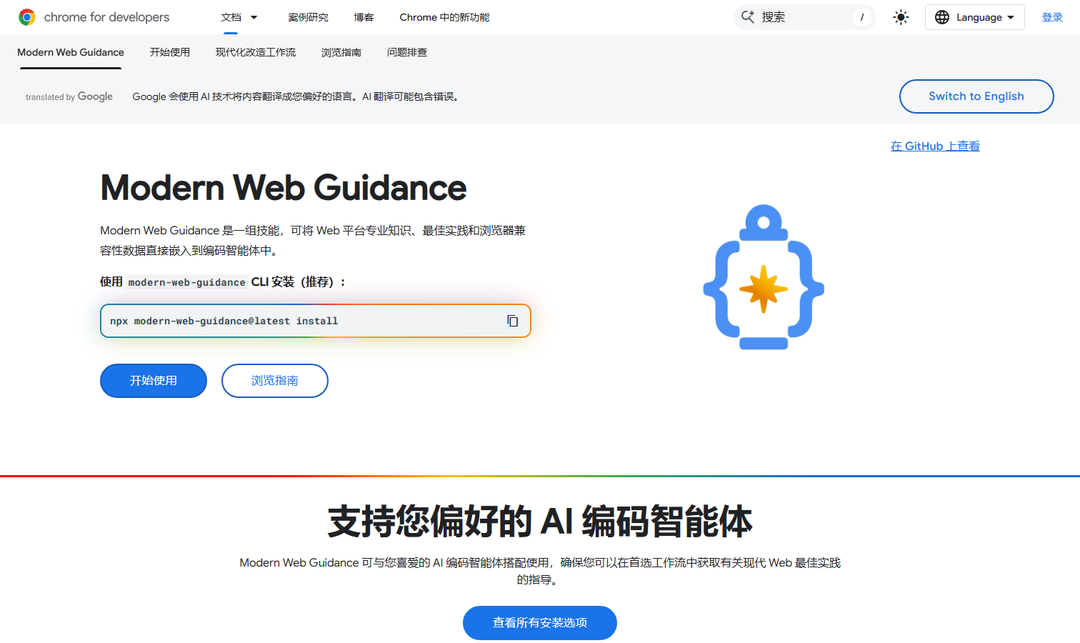 chrome for developers
文档
案例研究
博客
Chrome 中的新功能
搜索
/
Language
登录
Modern Web Guidance
开始使用
现代化改造工作流
浏览指南
问题排查
translated by Google
Google 会使用 AI 技术将内容翻译成您偏好的语言。AI 翻译可能包含错误。
Switch to English
在 GitHub 上查看
Modern Web Guidance
Modern Web Guidance 是一组技能，可将 Web 平台专业知识、最佳实践和浏览器兼
容性数据直接嵌入到编码智能体中。
使用 modern-web-guidance CLI 安装（推荐）：
npx modern-web-guidance@latest install
开始使用
浏览指南
支持您偏好的 AI 编码智能体
Modern Web Guidance 可与您喜爱的 AI 编码智能体搭配使用，确保您可以在首选工作流中获取有关现代 Web 最佳实践
的指导。
查看所有安装选项